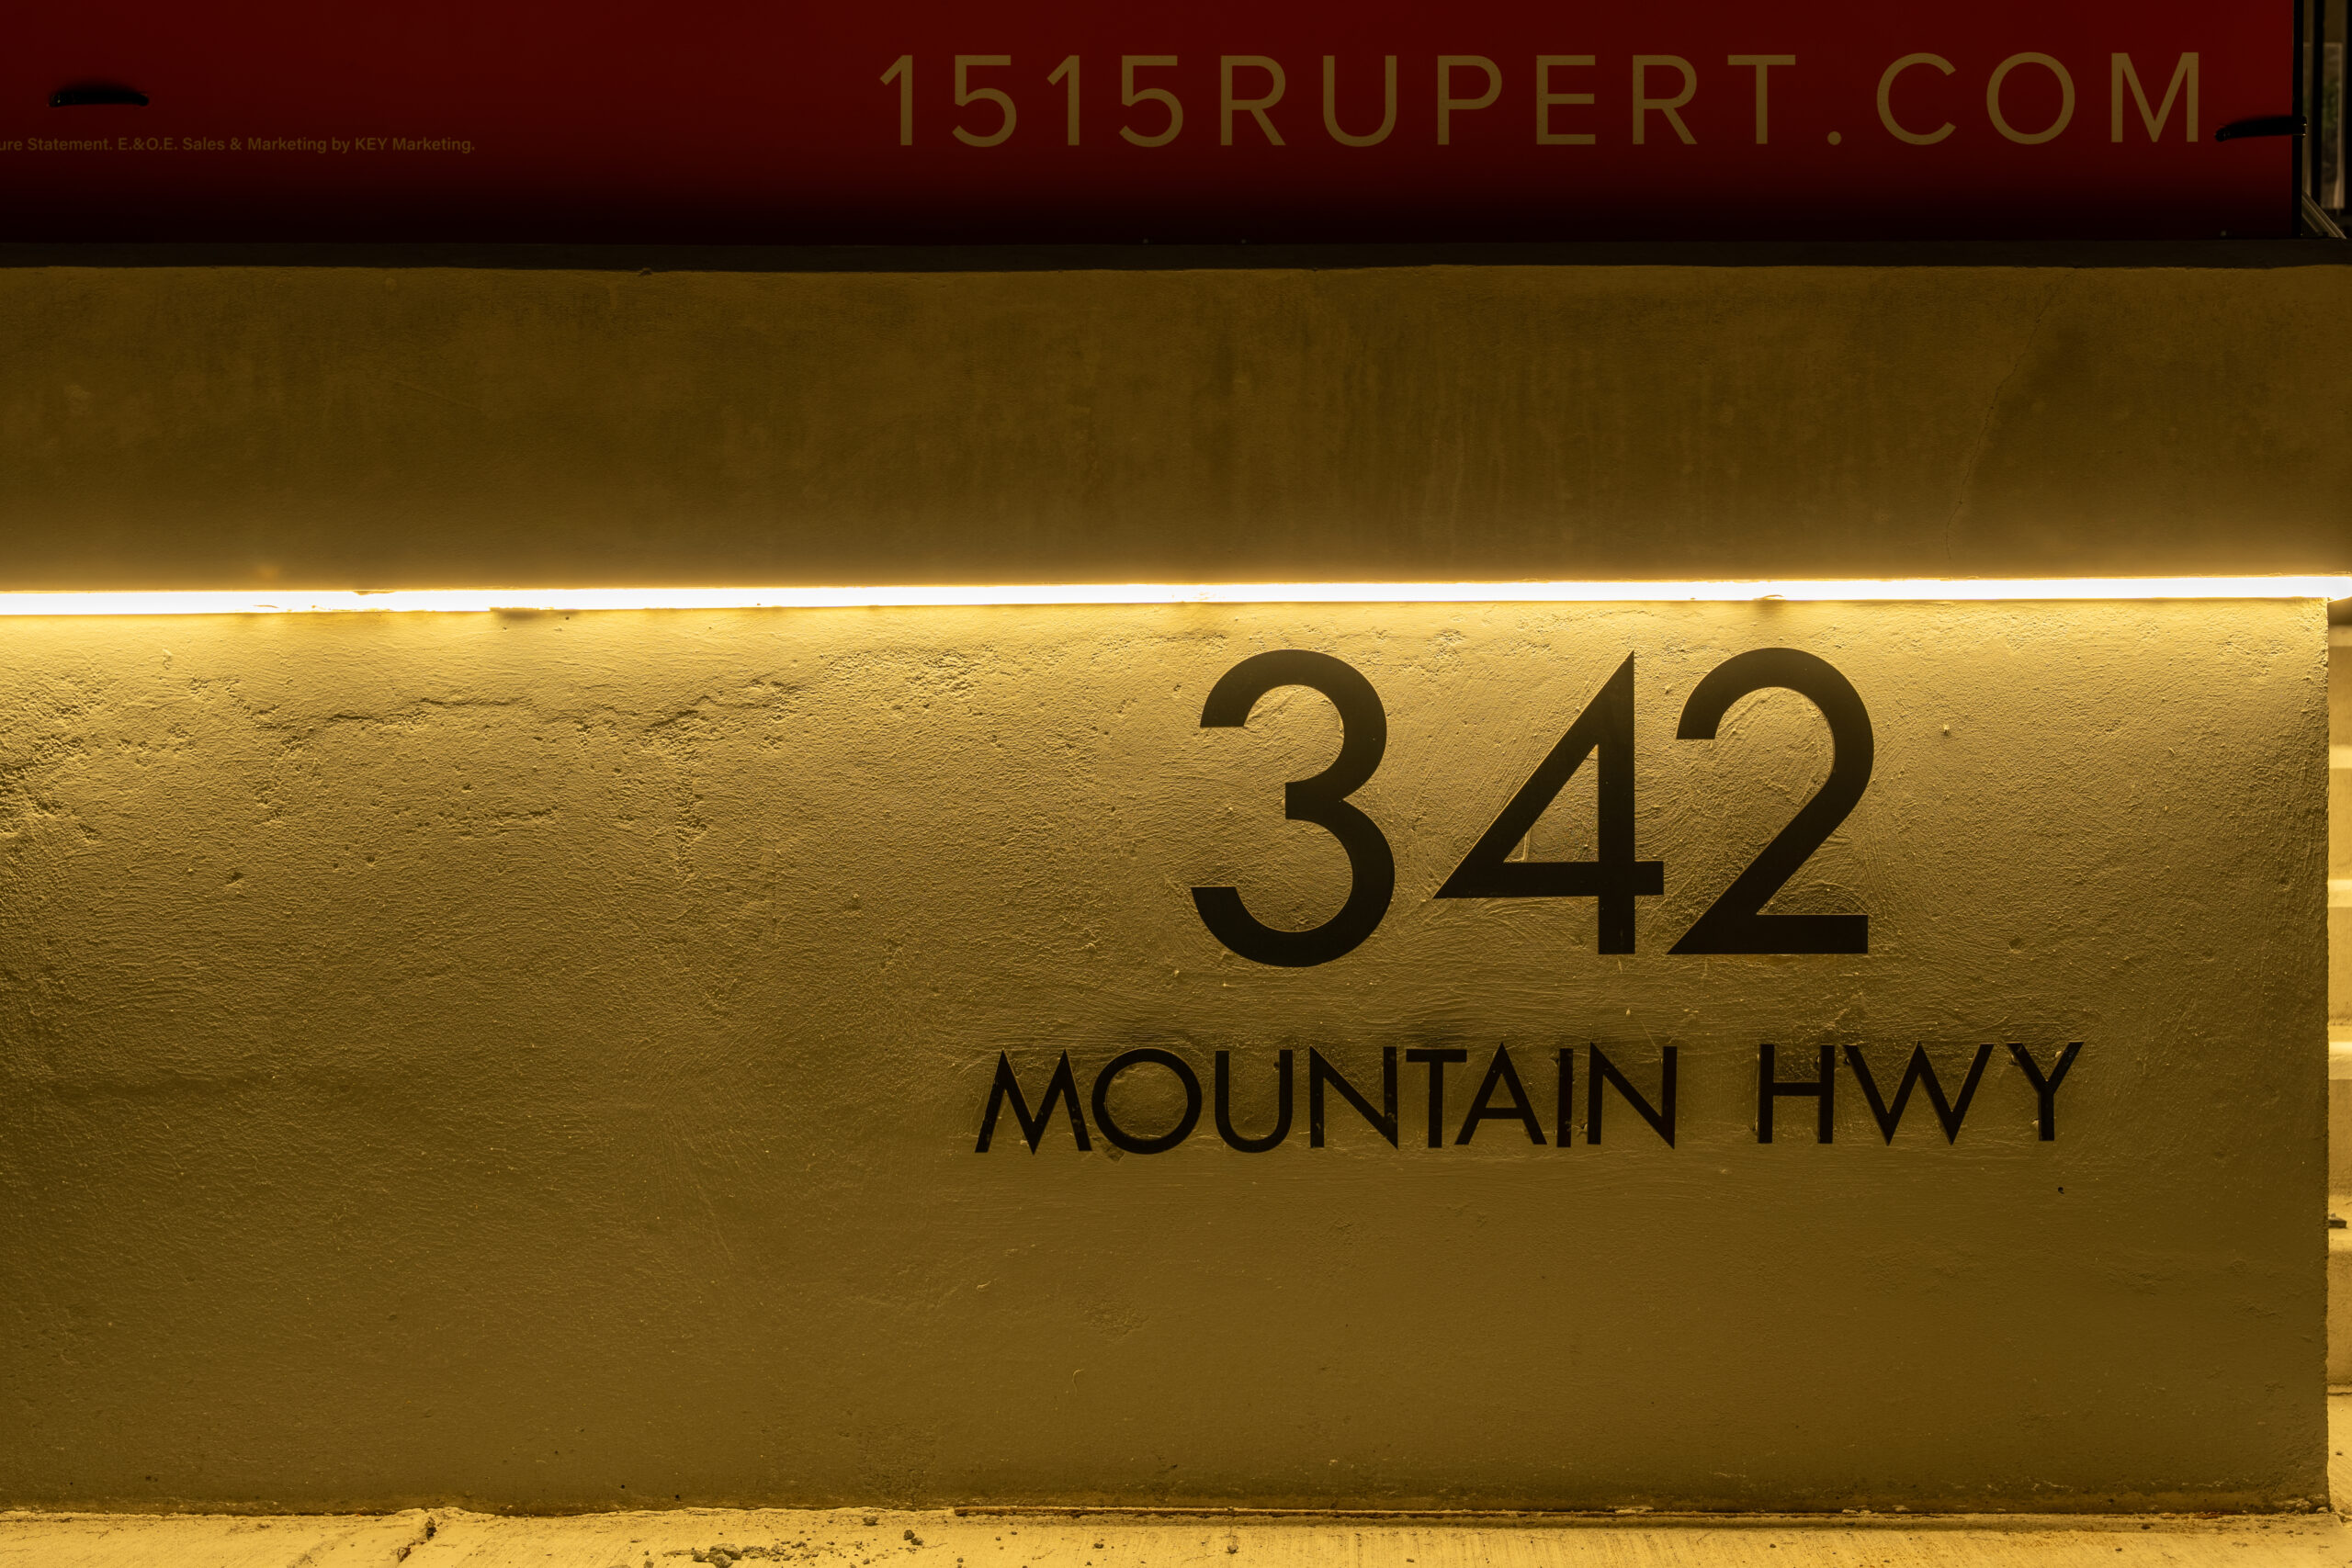 1515RUPERT.COM
ure Statement. E.&O.E. Sales & Marketing by KEY Marketing.
342
MOUNTAIN HWY